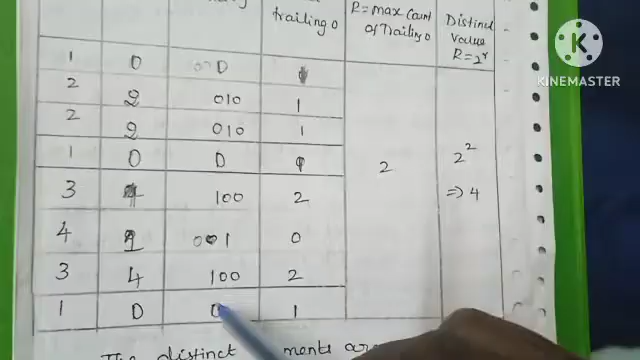 trailing 0
R = max Count of Trailing 0
Distinct Value R = 2^r
1 0 0
2 2 010 1
2 2 010 1
1 0 0
3 4 100 2
4 1 001 0
3 4 100 2
1 0 0 1
2
2^2
=> 4
The distinct
KINEMASTER